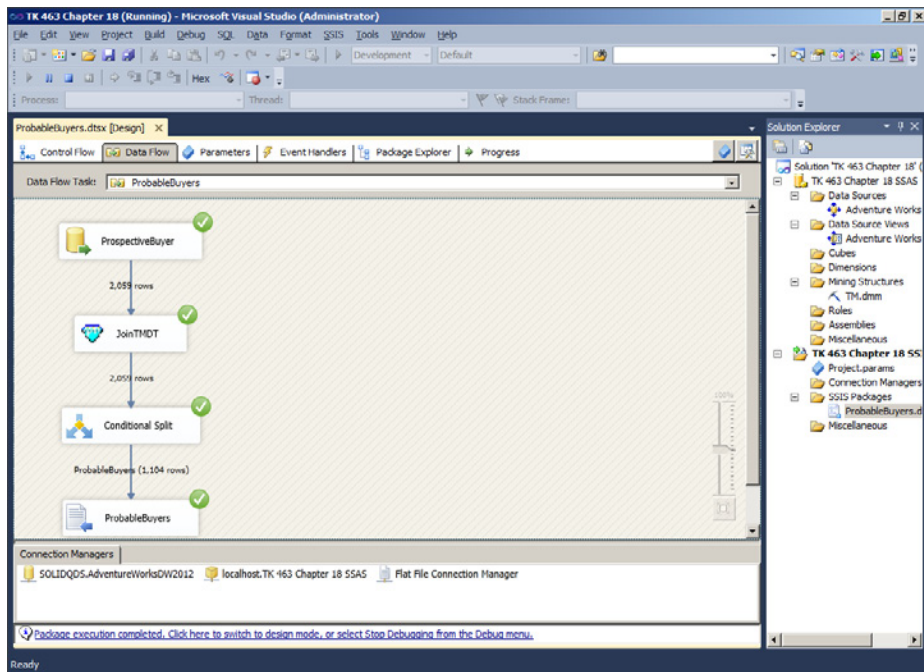 TK 463 Chapter 18 (Running) - Microsoft Visual Studio (Administrator)
File Edit View Project Build Debug SQL Data Format SSIS Tools Window Help
Development Default
Hex
Process: Thread: Stack Frame:
ProbableBuyers.dtsx [Design]
Control Flow Data Flow Parameters Event Handlers Package Explorer Progress
Data Flow Task: ProbableBuyers
ProspectiveBuyer
2,059 rows
JoinTMDT
2,059 rows
Conditional Split
ProbableBuyers (1,104 rows)
ProbableBuyers
100%
Connection Managers
SOLIDQDS.AdventureWorksDW2012 localhost.TK 463 Chapter 18 SSAS Flat File Connection Manager
Package execution completed. Click here to switch to design mode, or select Stop Debugging from the Debug menu.
Ready
Solution Explorer
Solution 'TK 463 Chapter 18' (
TK 463 Chapter 18 SSAS
Data Sources
Adventure Works
Data Source Views
Adventure Works
Cubes
Dimensions
Mining Structures
TM.dmm
Roles
Assemblies
Miscellaneous
TK 463 Chapter 18 SS
Project.params
Connection Managers
SSIS Packages
ProbableBuyers.d
Miscellaneous